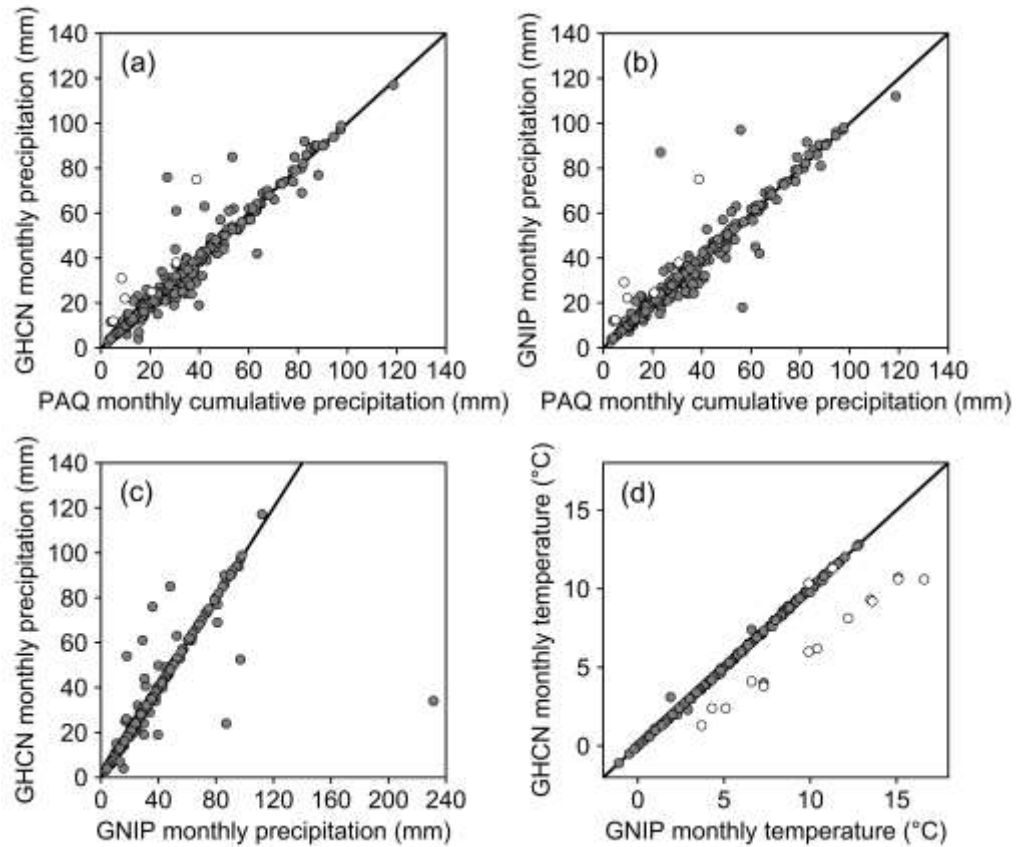 (a)
GHCN monthly precipitation (mm)
140
120
100
80
60
40
20
0
0 20 40 60 80 100 120 140
PAQ monthly cumulative precipitation (mm)
(b)
GNIP monthly precipitation (mm)
140
120
100
80
60
40
20
0
0 20 40 60 80 100 120 140
PAQ monthly cumulative precipitation (mm)
(c)
GHCN monthly precipitation (mm)
140
120
100
80
60
40
20
0
0 40 80 120 160 200 240
GNIP monthly precipitation (mm)
(d)
GHCN monthly temperature (°C)
15
10
5
0
0 5 10 15
GNIP monthly temperature (°C)